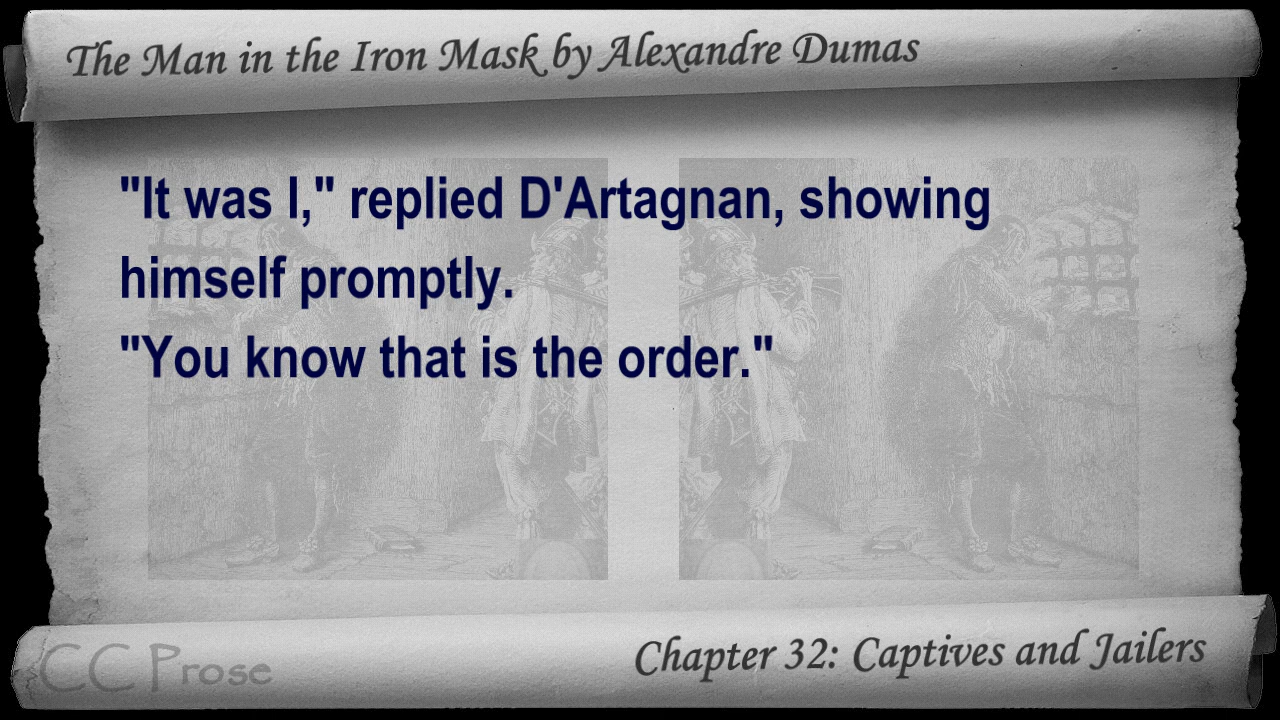 The Man in the Iron Mask by Alexandre Dumas
"It was I," replied D'Artagnan, showing
himself promptly.
"You know that is the order."
CC Prose
Chapter 32: Captives and Jailers